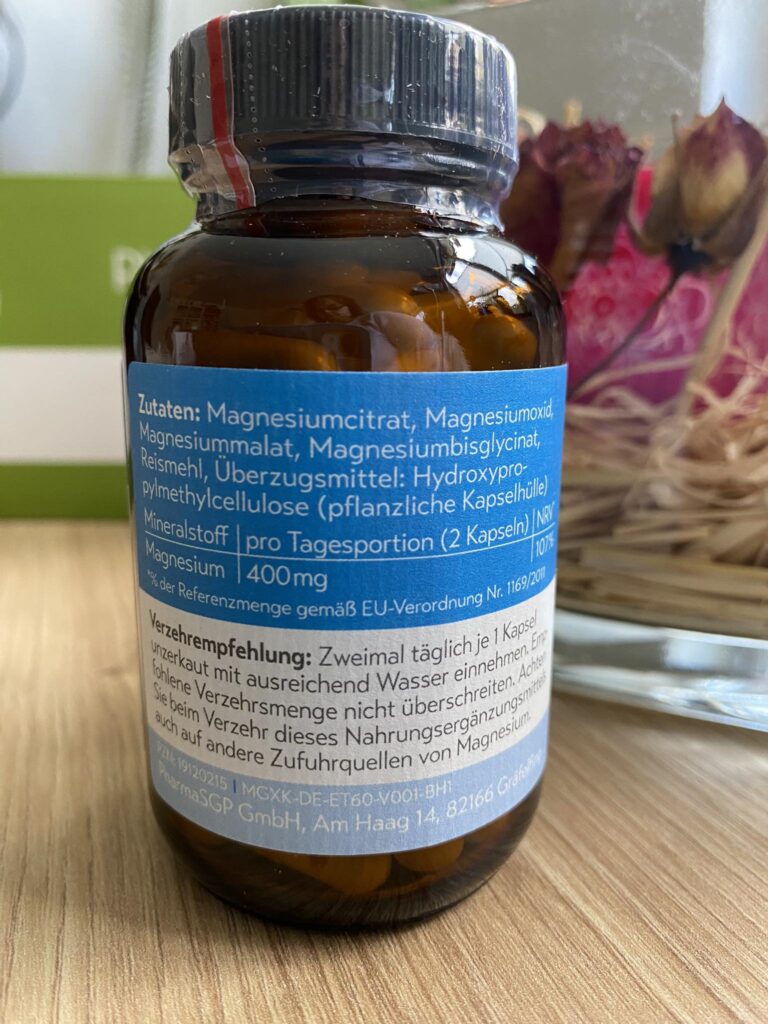 Zutaten: Magnesiumcitrat, Magnesiumoxid,
Magnesiummalat, Magnesiumbisglycinat,
Reismehl, Überzugsmittel: Hydroxypro-
pylmethylcellulose (pflanzliche Kapselhülle)
Mineralstoff | pro Tagesportion (2 Kapseln) | NRV*
Magnesium | 400 mg | 107%
*% der Referenzmenge gemäß EU-Verordnung Nr. 1169/2011
Verzehrempfehlung: Zweimal täglich je 1 Kapsel
unzerkaut mit ausreichend Wasser einnehmen. Emp-
fohlene Verzehrsmenge nicht überschreiten. Achten
Sie beim Verzehr dieses Nahrungsergänzungsmittels
auch auf andere Zufuhrquellen von Magnesium.
PZN: 19120215 | MGXK-DE-ET60-V001-BH1
PharmaSGP GmbH, Am Haag 14, 82166 Gräfelfing